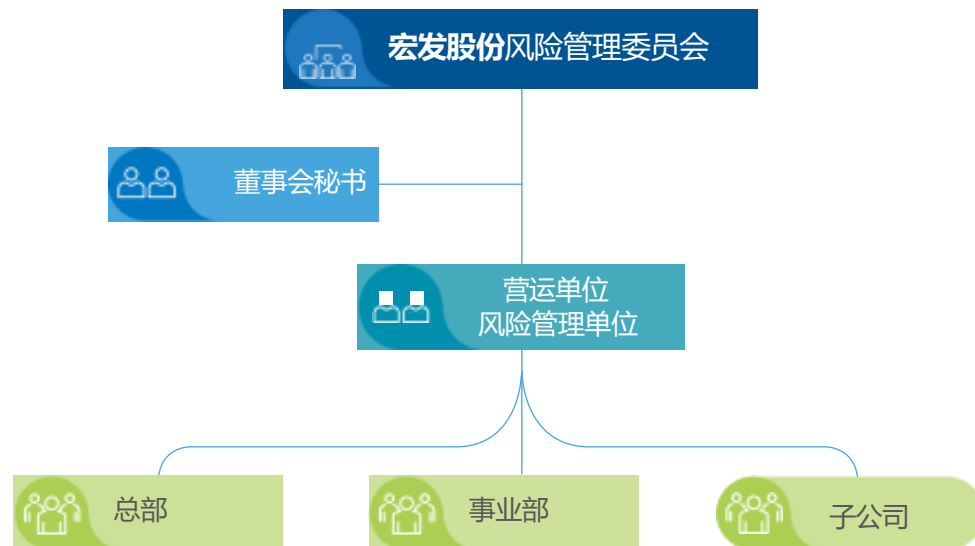 宏发股份风险管理委员会
董事会秘书
营运单位
风险管理单位
总部
事业部
子公司